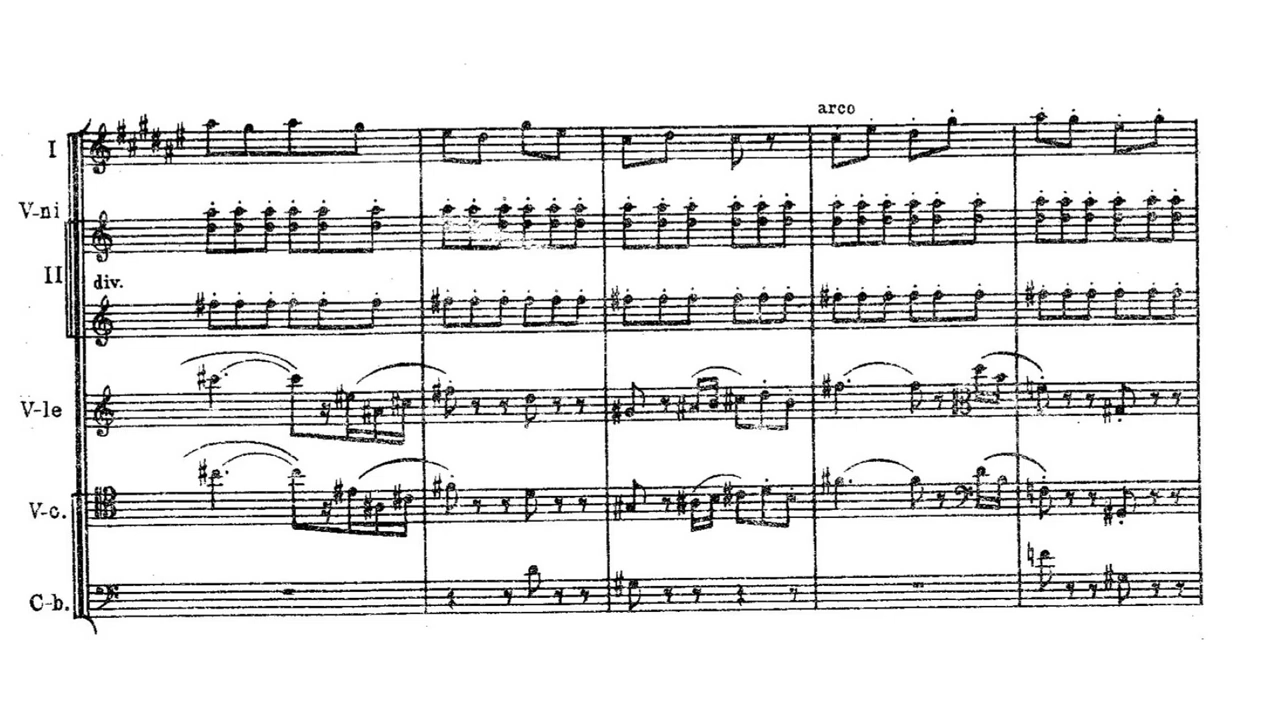 arco
I
V-ni
II
div.
V-le
V-c.
C-b.